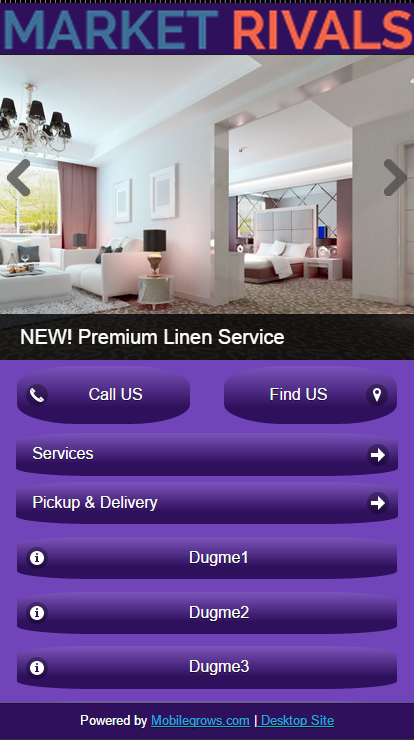 MARKET RIVALS
NEW! Premium Linen Service
Call US
Find US
Services
Pickup & Delivery
Dugme1
Dugme2
Dugme3
Powered by Mobilegrows.com | Desktop Site